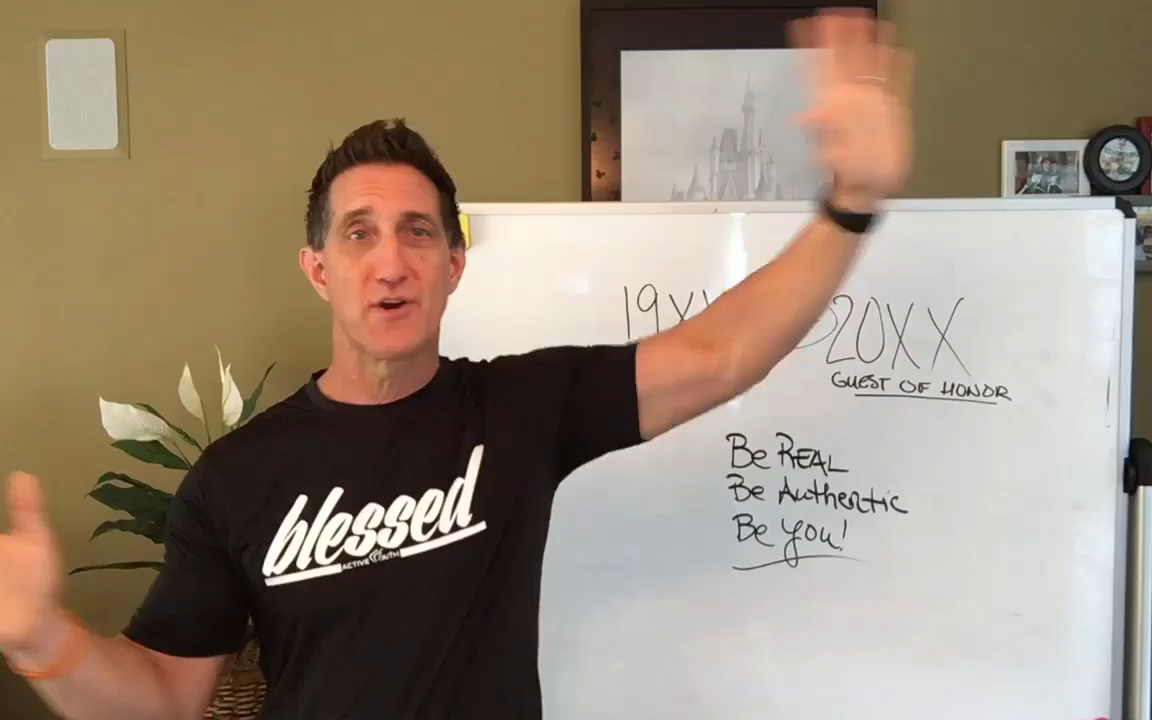 19XX
20XX
GUEST OF HONOR
Be REAL
Be Authentic
Be You!
blessed
ACTIVE FAITH